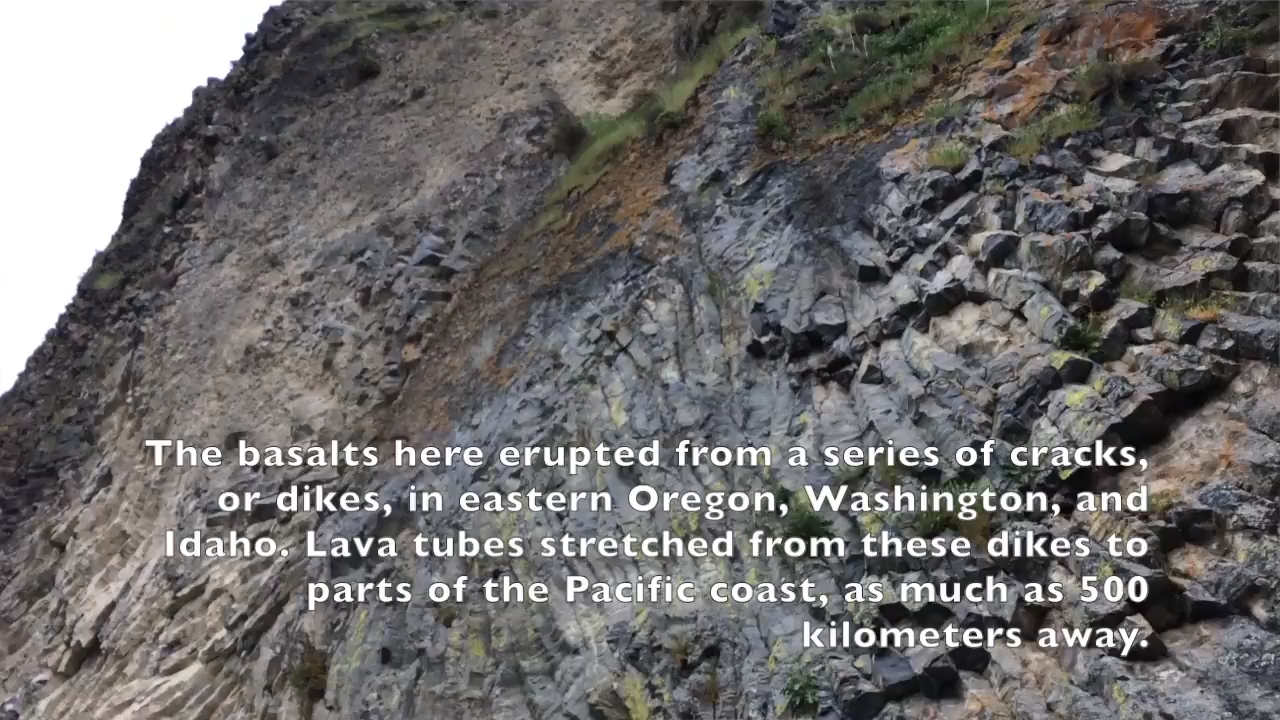 The basalts here erupted from a series of cracks,
or dikes, in eastern Oregon, Washington, and
Idaho. Lava tubes stretched from these dikes to
parts of the Pacific coast, as much as 500
kilometers away.